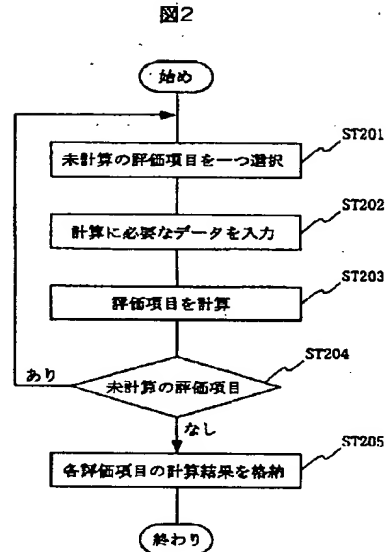 図2
始め
ST201
未計算の評価項目を一つ選択
ST202
計算に必要なデータを入力
ST203
評価項目を計算
ST204
未計算の評価項目
あり
なし
ST205
各評価項目の計算結果を格納
終わり